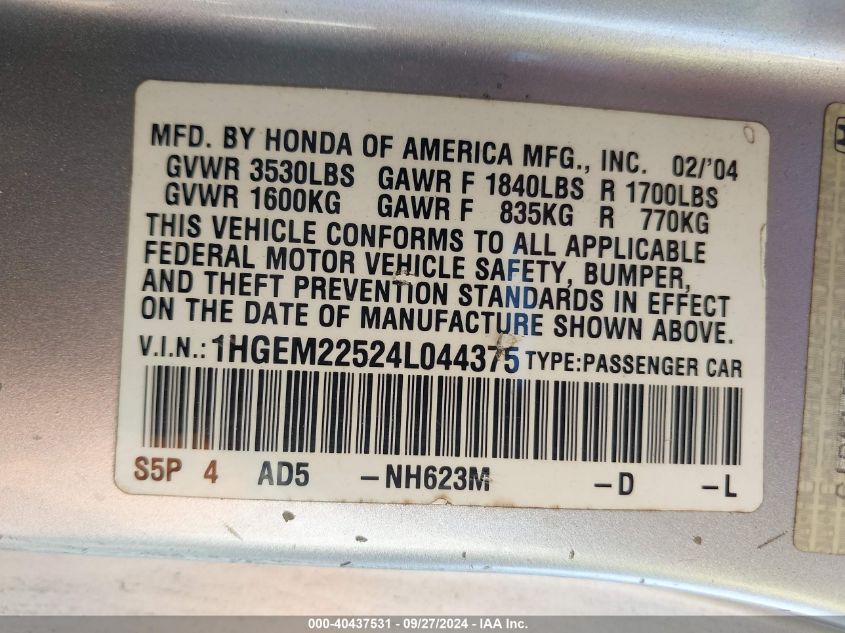 MFD. BY HONDA OF AMERICA MFG., INC. 02/'04
GVWR 3530LBS GAWR F 1840LBS R 1700LBS
GVWR 1600KG GAWR F 835KG R 770KG
THIS VEHICLE CONFORMS TO ALL APPLICABLE
FEDERAL MOTOR VEHICLE SAFETY, BUMPER,
AND THEFT PREVENTION STANDARDS IN EFFECT
ON THE DATE OF MANUFACTURE SHOWN ABOVE.
V.I.N.: 1HGEM22524L044375 TYPE:PASSENGER CAR
S5P 4 AD5 -NH623M -D -L
000-40437531 - 09/27/2024 - IAA Inc.